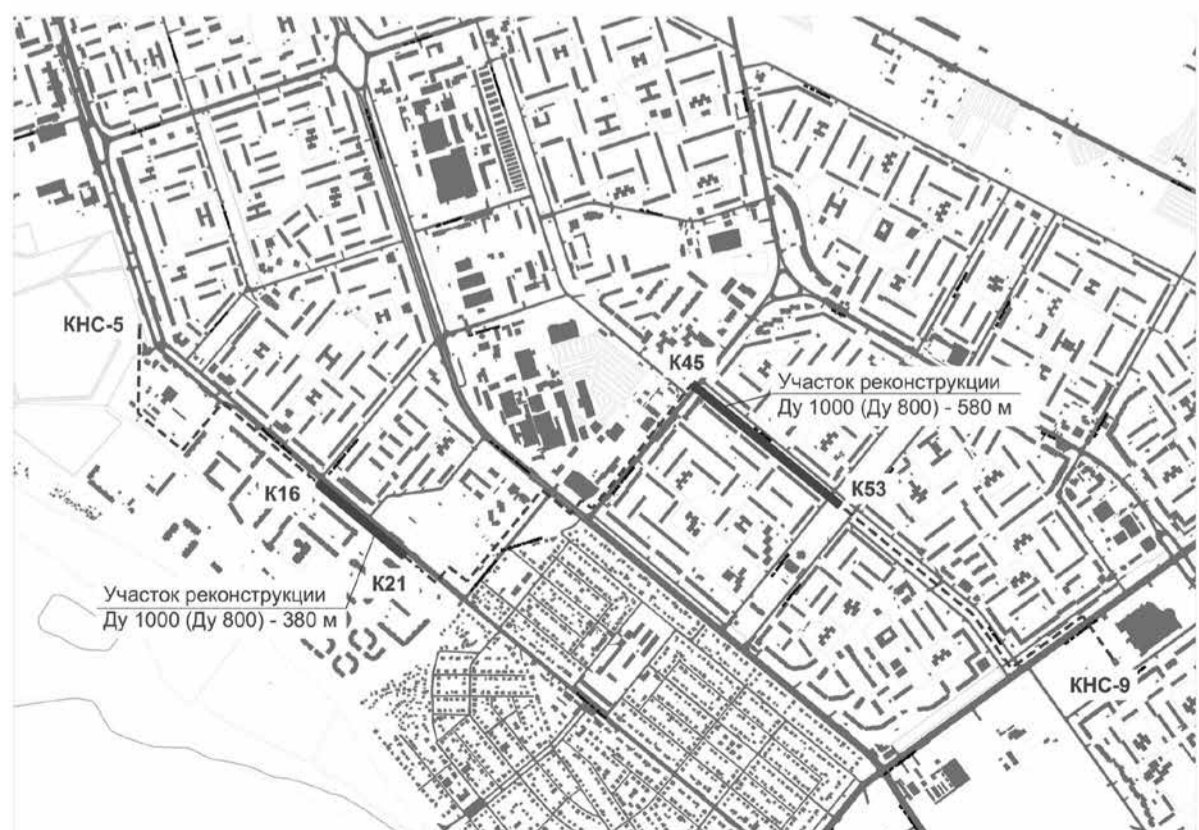 КНС-5
К45
Участок реконструкции
Ду 1000 (Ду 800) - 580 м
К16
К53
К21
Участок реконструкции
Ду 1000 (Ду 800) - 380 м
КНС-9